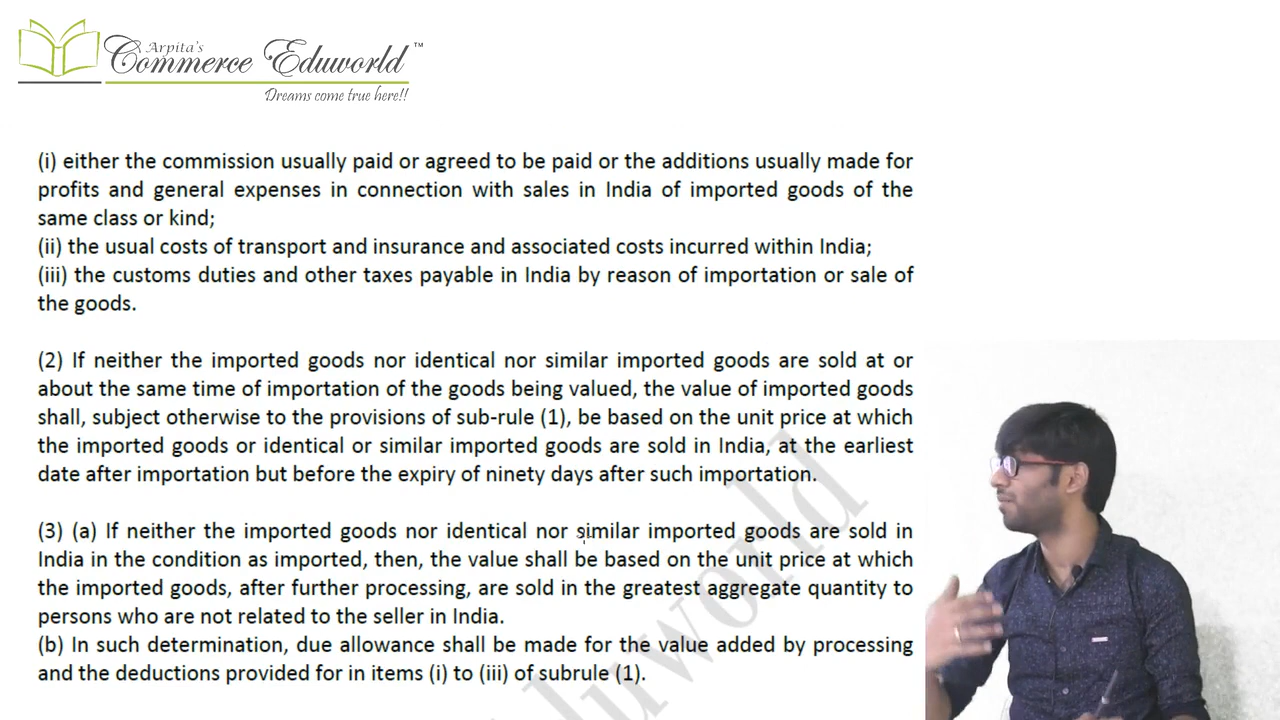 Arpita's
Commerce Eduworld™
Dreams come true here!!
(i) either the commission usually paid or agreed to be paid or the additions usually made for
profits and general expenses in connection with sales in India of imported goods of the
same class or kind;
(ii) the usual costs of transport and insurance and associated costs incurred within India;
(iii) the customs duties and other taxes payable in India by reason of importation or sale of
the goods.
(2) If neither the imported goods nor identical nor similar imported goods are sold at or
about the same time of importation of the goods being valued, the value of imported goods
shall, subject otherwise to the provisions of sub-rule (1), be based on the unit price at which
the imported goods or identical or similar imported goods are sold in India, at the earliest
date after importation but before the expiry of ninety days after such importation.
(3) (a) If neither the imported goods nor identical nor similar imported goods are sold in
India in the condition as imported, then, the value shall be based on the unit price at which
the imported goods, after further processing, are sold in the greatest aggregate quantity to
persons who are not related to the seller in India.
(b) In such determination, due allowance shall be made for the value added by processing
and the deductions provided for in items (i) to (iii) of subrule (1).
duworld